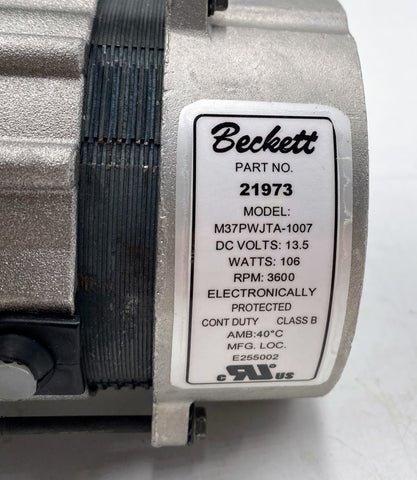 Beckett
PART NO.
21973
MODEL:
M37PWJTA-1007
DC VOLTS: 13.5
WATTS: 106
RPM: 3600
ELECTRONICALLY
PROTECTED
CONT DUTY CLASS B
AMB:40°C
MFG. LOC.
E255002
c RU ® US